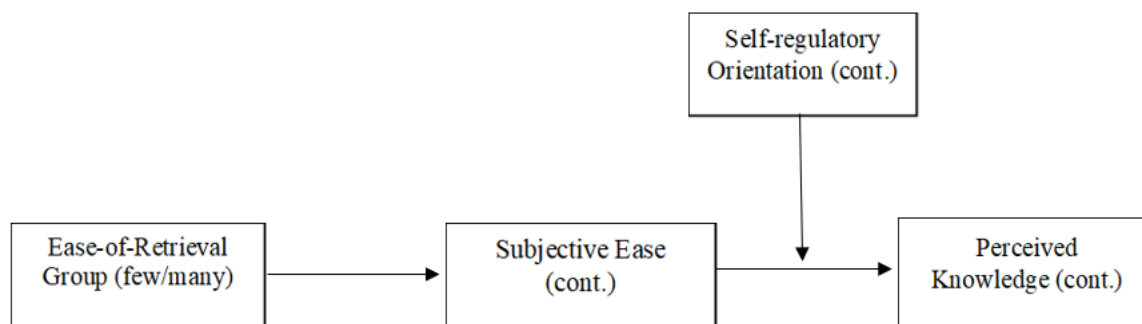 Self-regulatory
Orientation (cont.)
Ease-of-Retrieval
Group (few/many)
Subjective Ease
(cont.)
Perceived
Knowledge (cont.)